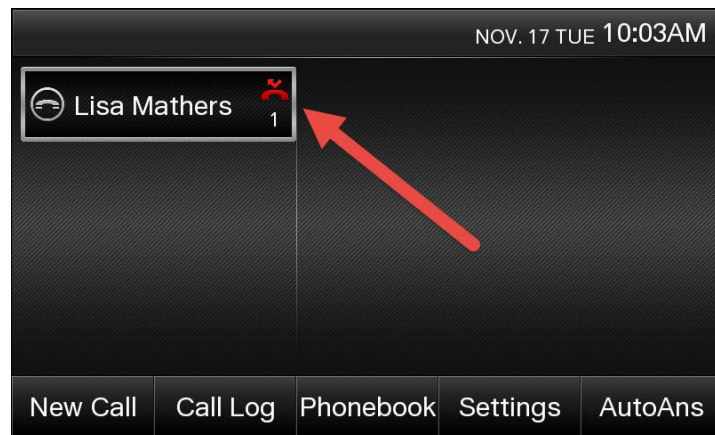 NOV. 17 TUE 10:03AM
Lisa Mathers
1
New Call Call Log Phonebook Settings AutoAns